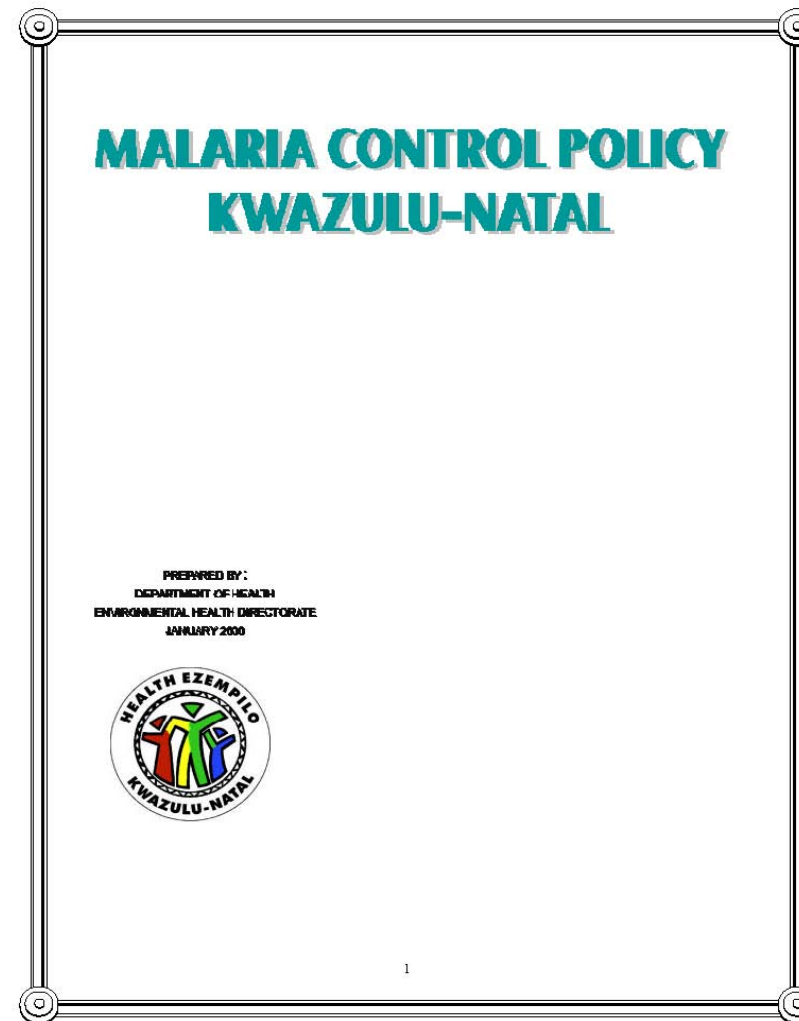 MALARIA CONTROL POLICY
KWAZULU-NATAL
PREPARED BY :
DEPARTMENT OF HEALTH
ENVIRONMENTAL HEALTH DIRECTORATE
JANUARY 2000
HEALTH EZEMPILO
KWAZULU-NATAL
1